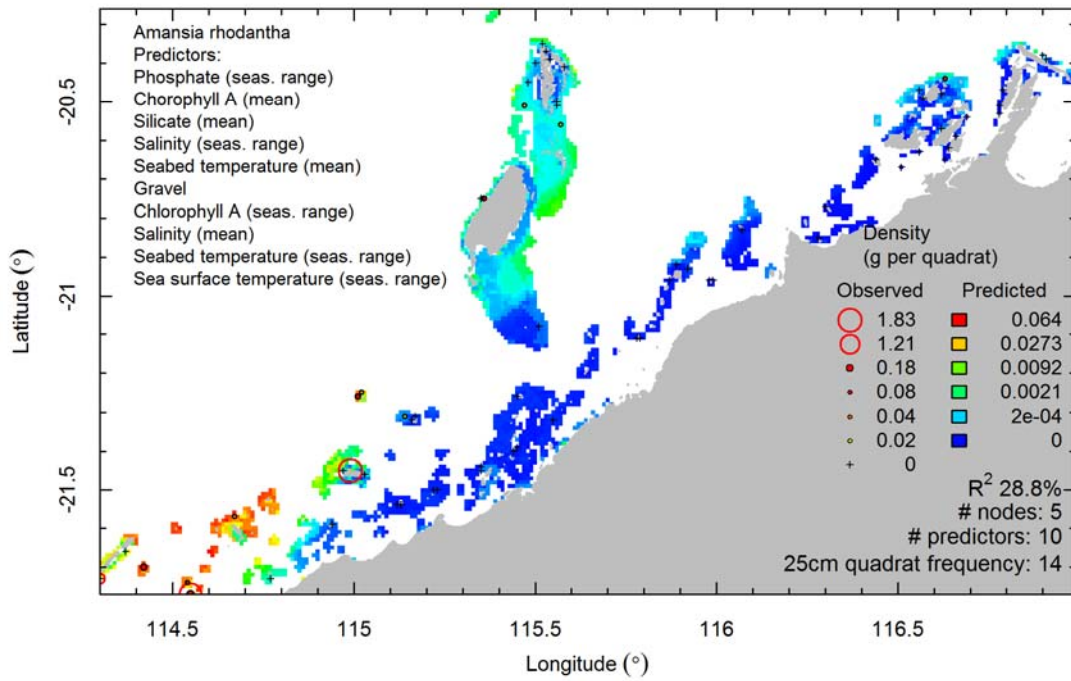 Amansia rhodantha
Predictors:
Phosphate (seas. range)
Chorophyll A (mean)
Silicate (mean)
Salinity (seas. range)
Seabed temperature (mean)
Gravel
Chlorophyll A (seas. range)
Salinity (mean)
Seabed temperature (seas. range)
Sea surface temperature (seas. range)
Density
(g per quadrat)
Observed Predicted
1.83 0.064
1.21 0.0273
0.18 0.0092
0.08 0.0021
0.04 2e-04
0.02 0
0
R² 28.8%
# nodes: 5
# predictors: 10
25cm quadrat frequency: 14
-20.5
-21
-21.5
Latitude (°)
114.5 115 115.5 116 116.5
Longitude (°)